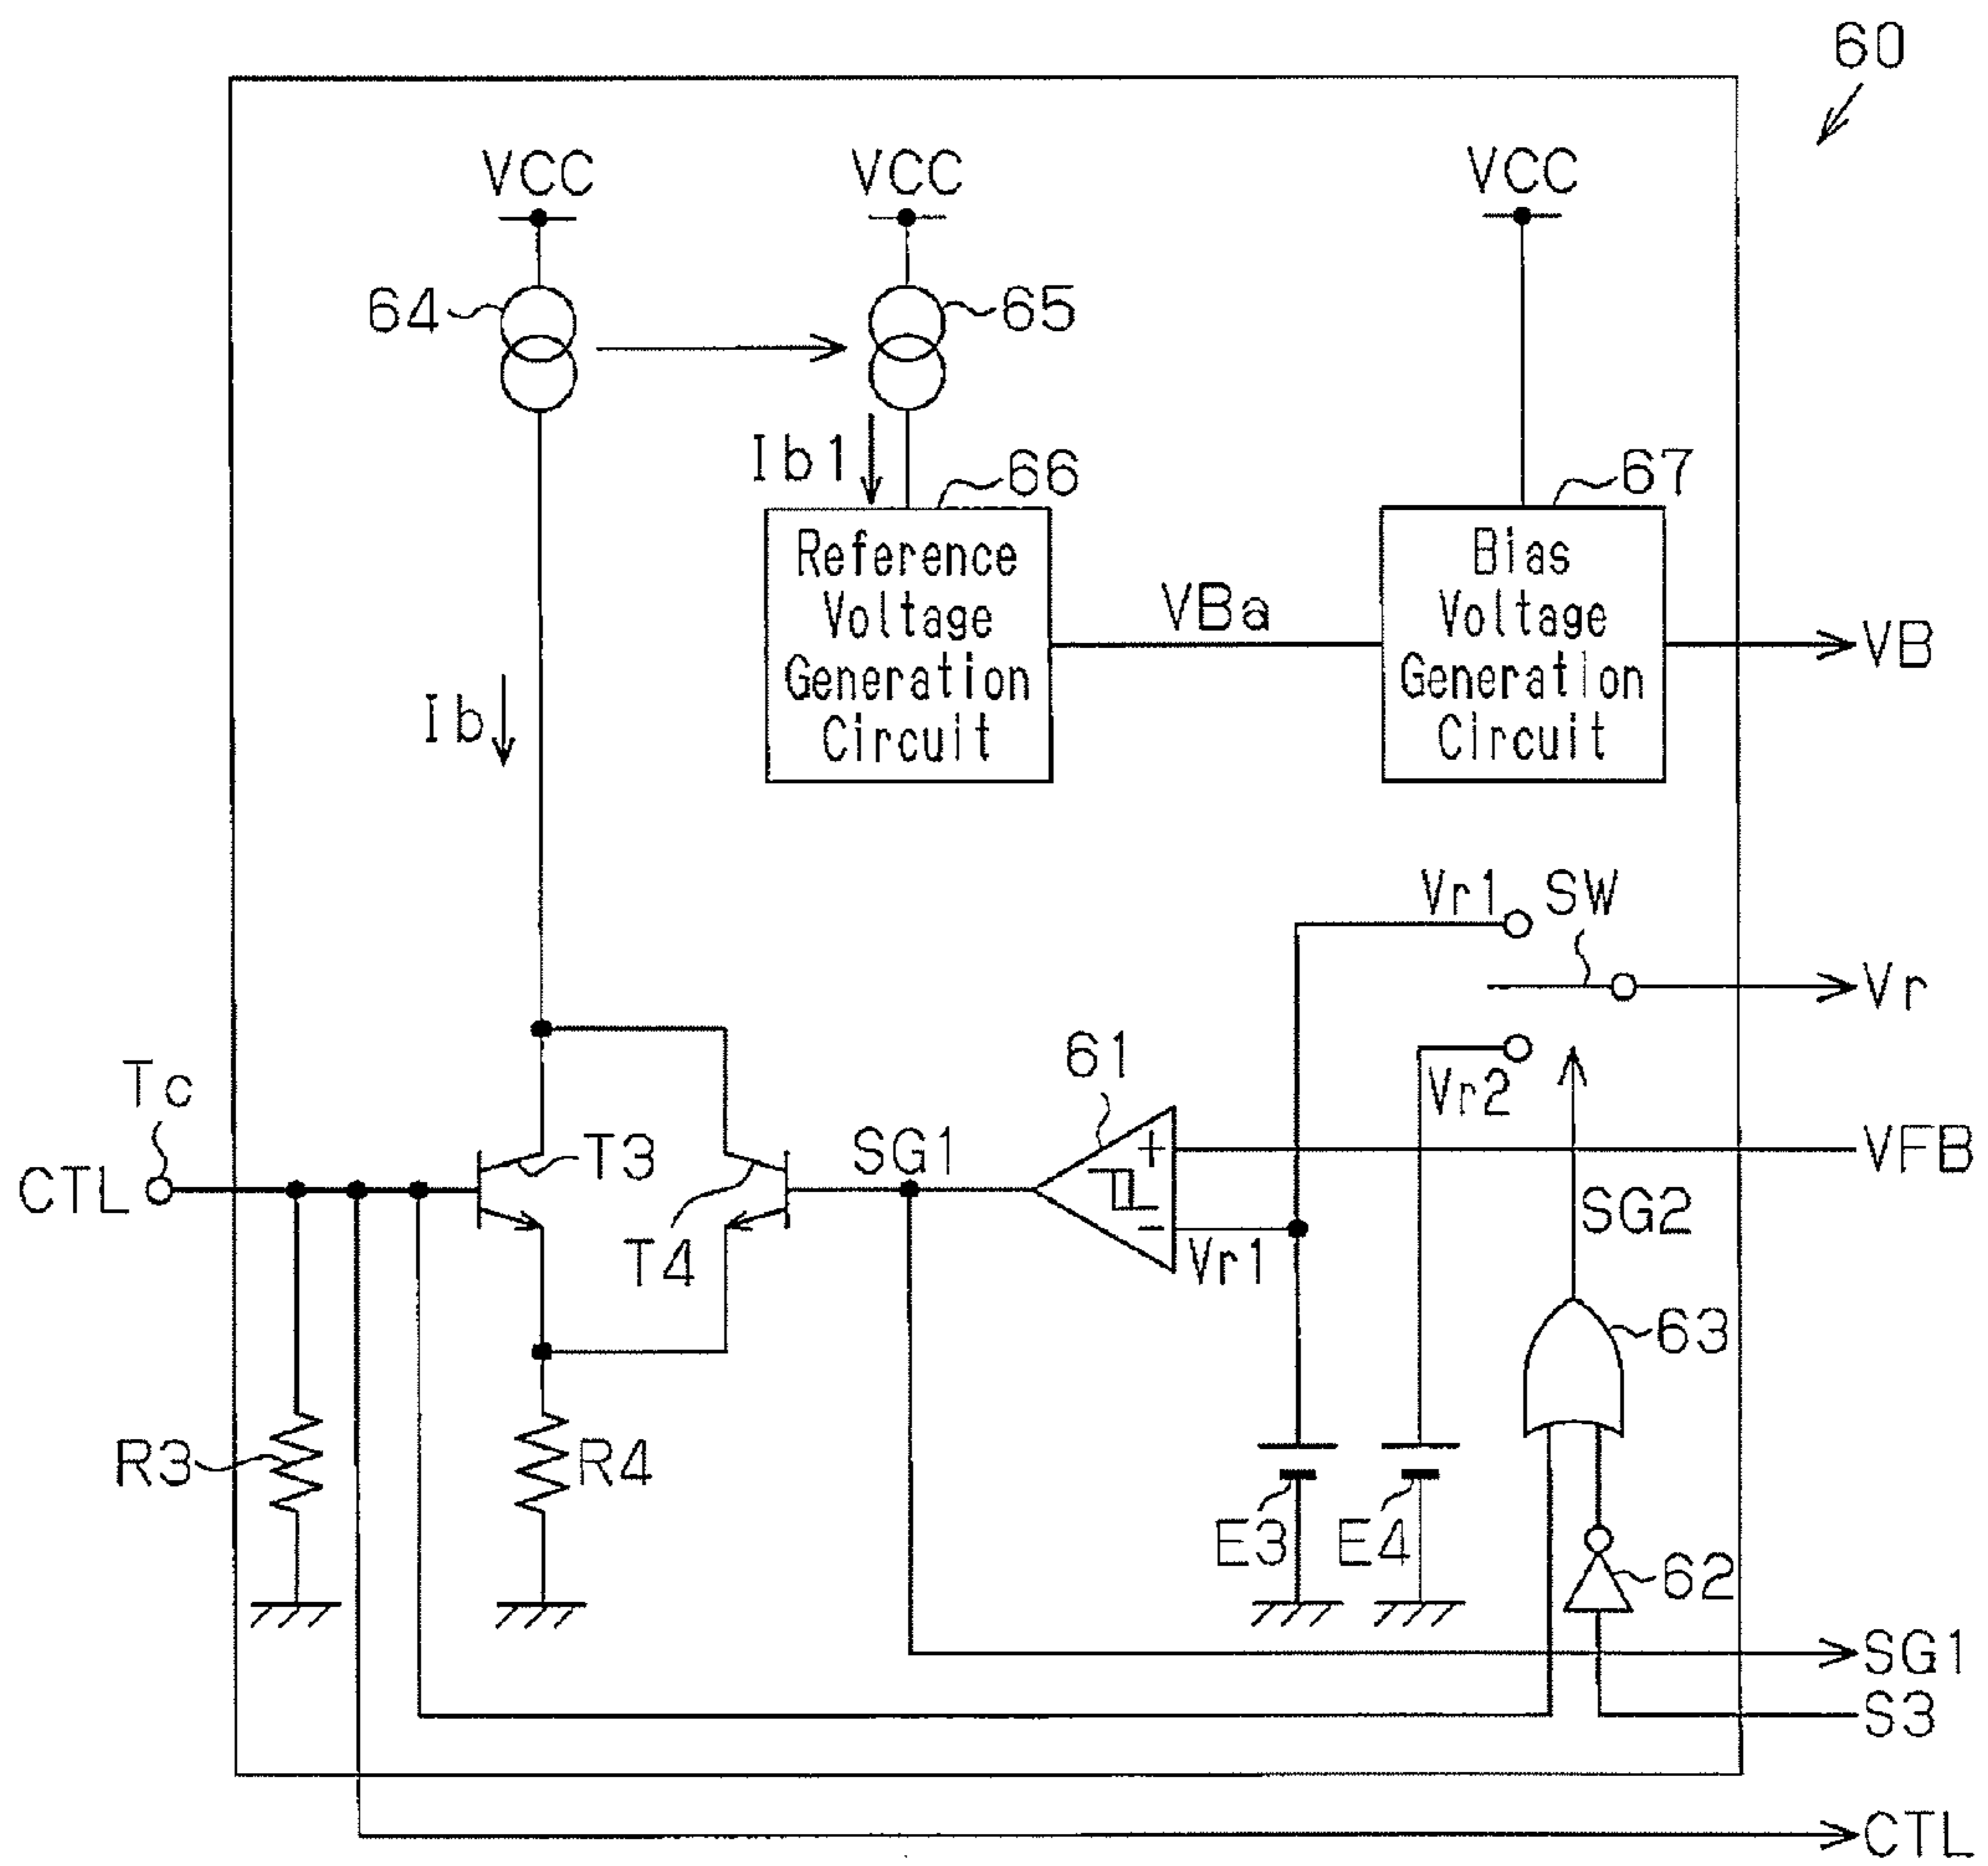 60
VCC
VCC
VCC
64
65
Ib1
66
67
Reference
Voltage
Generation
Circuit
VBa
Bias
Voltage
Generation
Circuit
VB
Ib
Vr1
SW
Vr
Vr2
61
Tc
CTL
T3
T4
SG1
VFB
Vr1
SG2
63
R3
R4
E3
E4
62
SG1
S3
CTL